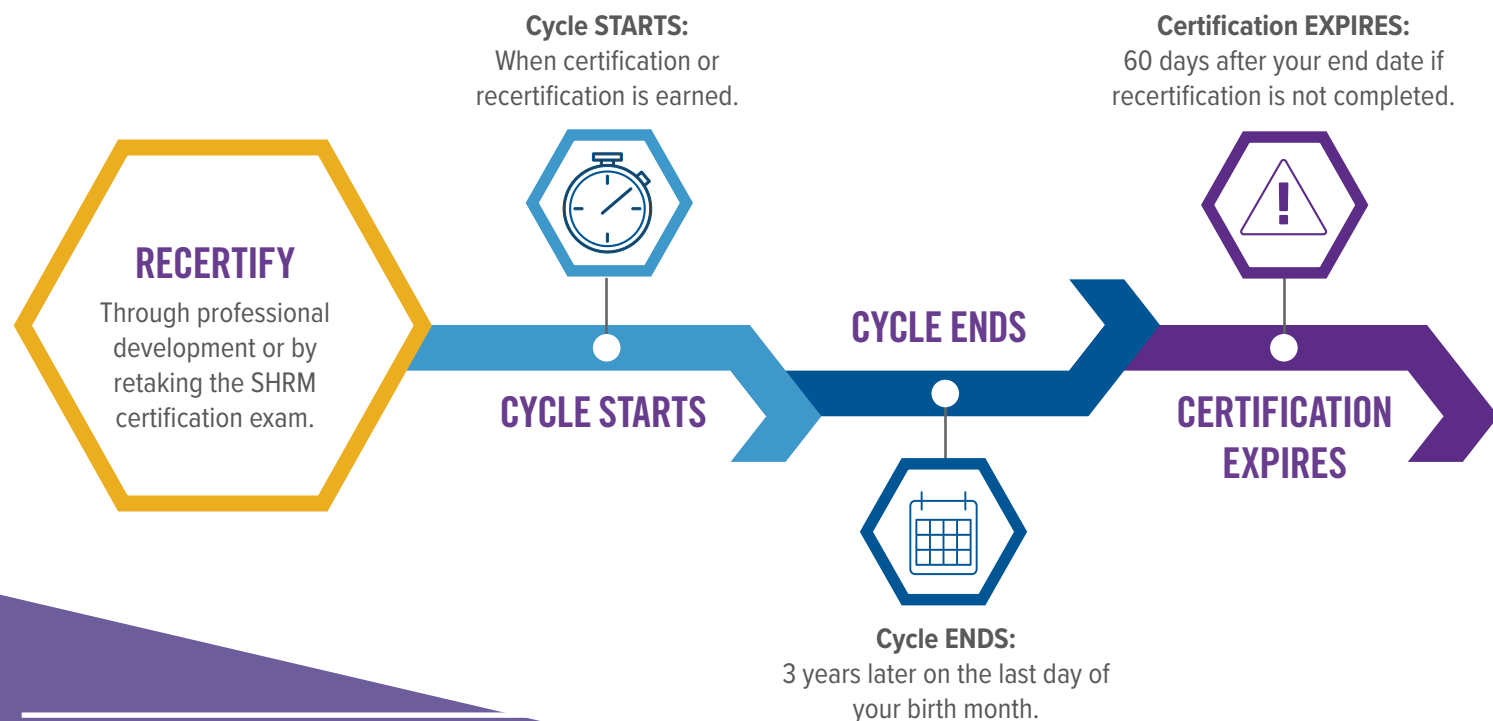 Cycle STARTS:
When certification or
recertification is earned.
Certification EXPIRES:
60 days after your end date if
recertification is not completed.
RECERTIFY
Through professional
development or by
retaking the SHRM
certification exam.
CYCLE STARTS
CYCLE ENDS
CERTIFICATION
EXPIRES
Cycle ENDS:
3 years later on the last day of
your birth month.